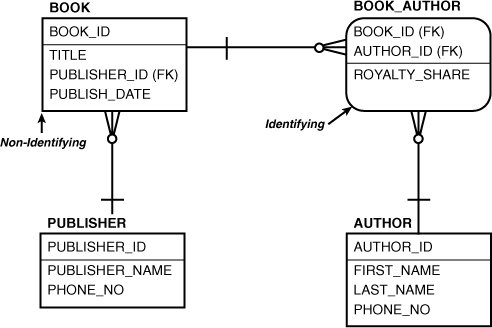 BOOK
BOOK_ID
TITLE
PUBLISHER_ID (FK)
PUBLISH_DATE
Non-Identifying
BOOK_AUTHOR
BOOK_ID (FK)
AUTHOR_ID (FK)
ROYALTY_SHARE
Identifying
PUBLISHER
PUBLISHER_ID
PUBLISHER_NAME
PHONE_NO
AUTHOR
AUTHOR_ID
FIRST_NAME
LAST_NAME
PHONE_NO